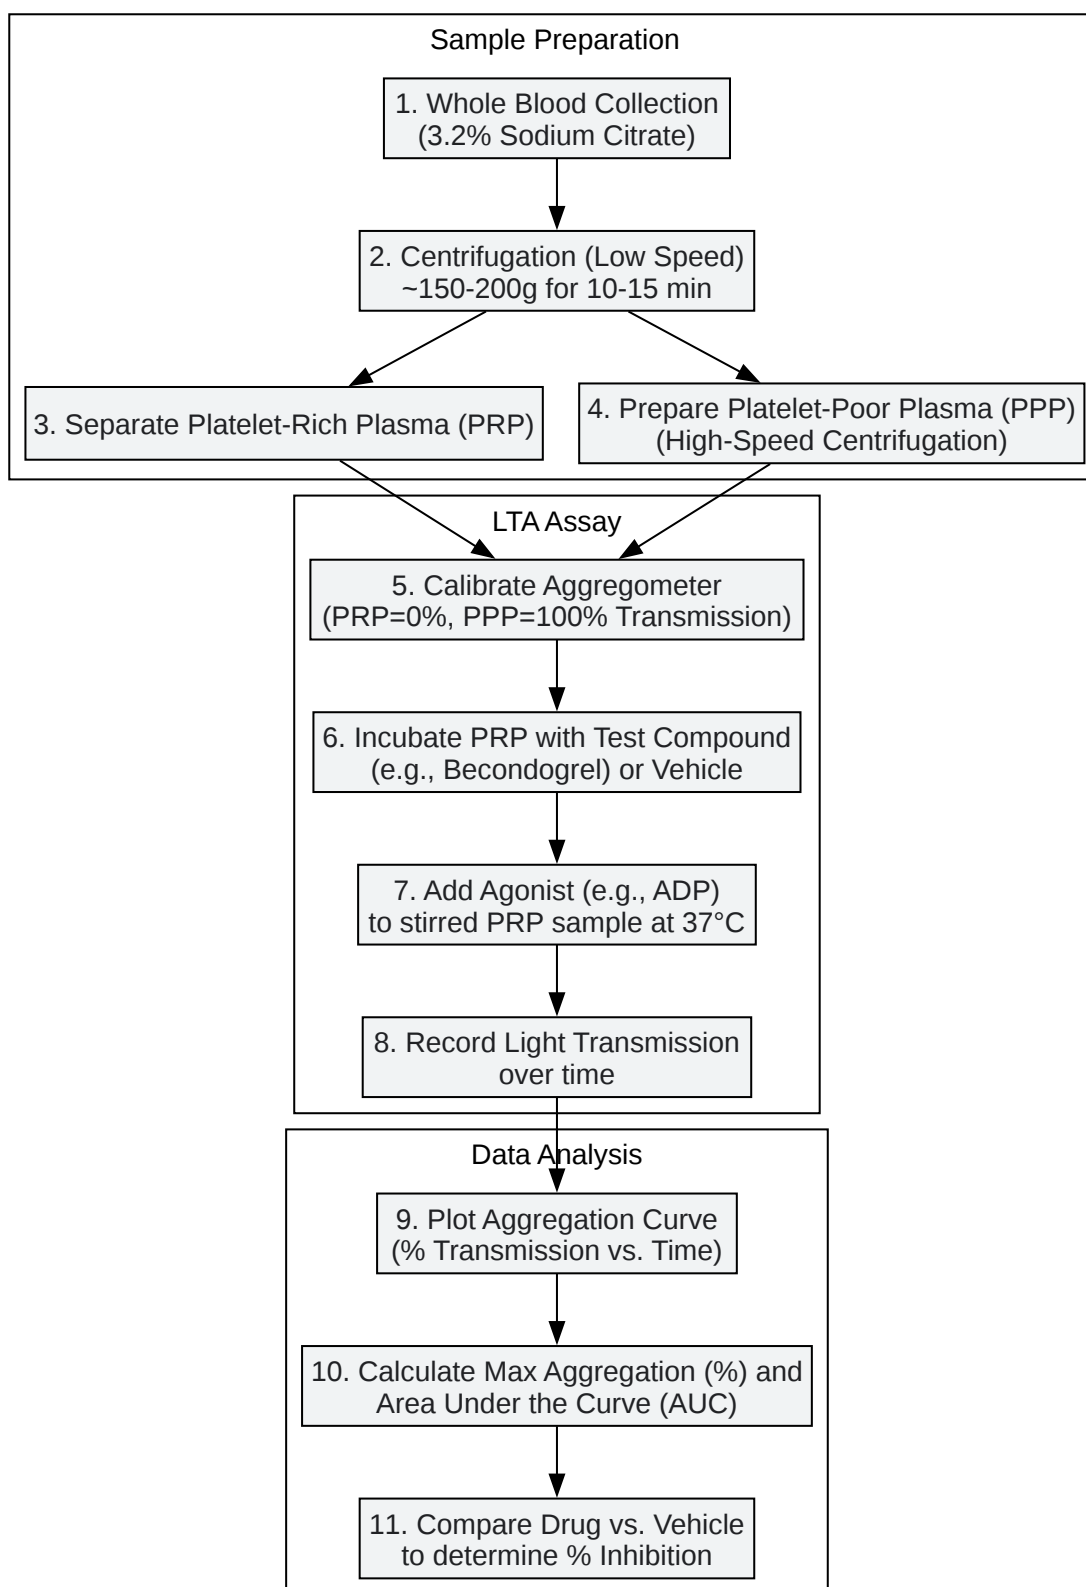 Sample Preparation
1. Whole Blood Collection
(3.2% Sodium Citrate)
2. Centrifugation (Low Speed)
~150-200g for 10-15 min
3. Separate Platelet-Rich Plasma (PRP)
4. Prepare Platelet-Poor Plasma (PPP)
(High-Speed Centrifugation)
LTA Assay
5. Calibrate Aggregometer
(PRP=0%, PPP=100% Transmission)
6. Incubate PRP with Test Compound
(e.g., Becondogrel) or Vehicle
7. Add Agonist (e.g., ADP)
to stirred PRP sample at 37°C
8. Record Light Transmission
over time
Data Analysis
9. Plot Aggregation Curve
(% Transmission vs. Time)
10. Calculate Max Aggregation (%) and
Area Under the Curve (AUC)
11. Compare Drug vs. Vehicle
to determine % Inhibition